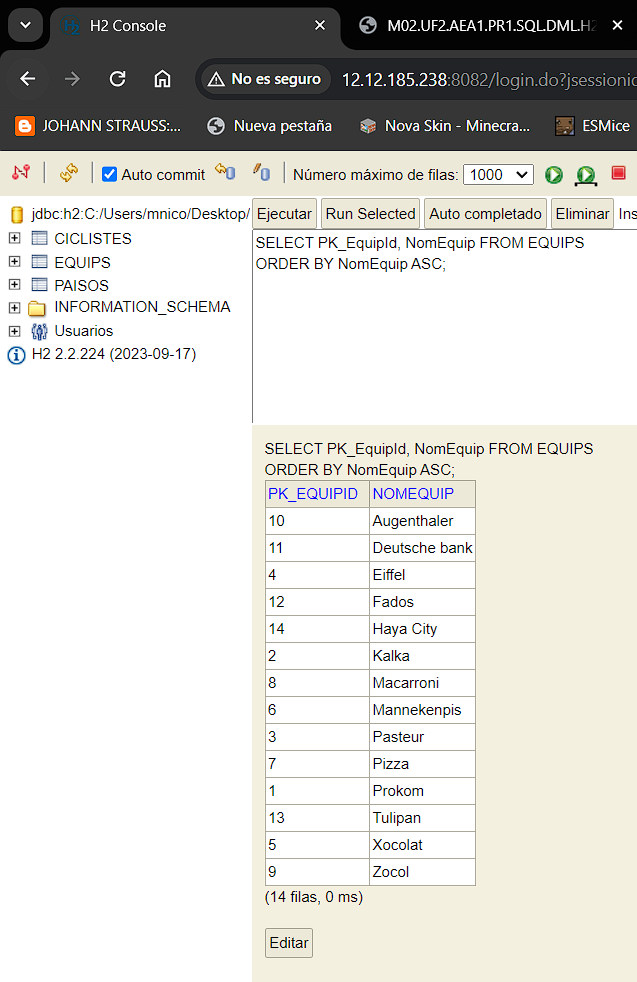 H2 Console
M02.UF2.AEA1.PR1.SQL.DML.H2
No es seguro 12.12.185.238:8082/login.do?jsessionid
JOHANN STRAUSS:... Nueva pestaña Nova Skin - Minecra... ESMice
Auto commit Número máximo de filas: 1000
jdbc:h2:C:/Users/mnico/Desktop/
CICLISTES
EQUIPS
PAISOS
INFORMATION_SCHEMA
Usuarios
H2 2.2.224 (2023-09-17)
Ejecutar Run Selected Auto completado Eliminar Ins
SELECT PK_EquipId, NomEquip FROM EQUIPS
ORDER BY NomEquip ASC;
SELECT PK_EquipId, NomEquip FROM EQUIPS
ORDER BY NomEquip ASC;
PK_EQUIPID NOMEQUIP
10 Augenthaler
11 Deutsche bank
4 Eiffel
12 Fados
14 Haya City
2 Kalka
8 Macarroni
6 Mannekenpis
3 Pasteur
7 Pizza
1 Prokom
13 Tulipan
5 Xocolat
9 Zocol
(14 filas, 0 ms)
Editar